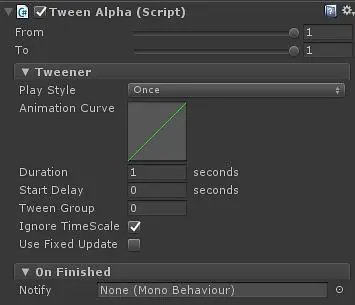 Tween Alpha (Script)
From 1
To 1
Tweener
Play Style Once
Animation Curve
Duration 1 seconds
Start Delay 0 seconds
Tween Group 0
Ignore TimeScale
Use Fixed Update
On Finished
Notify None (Mono Behaviour)